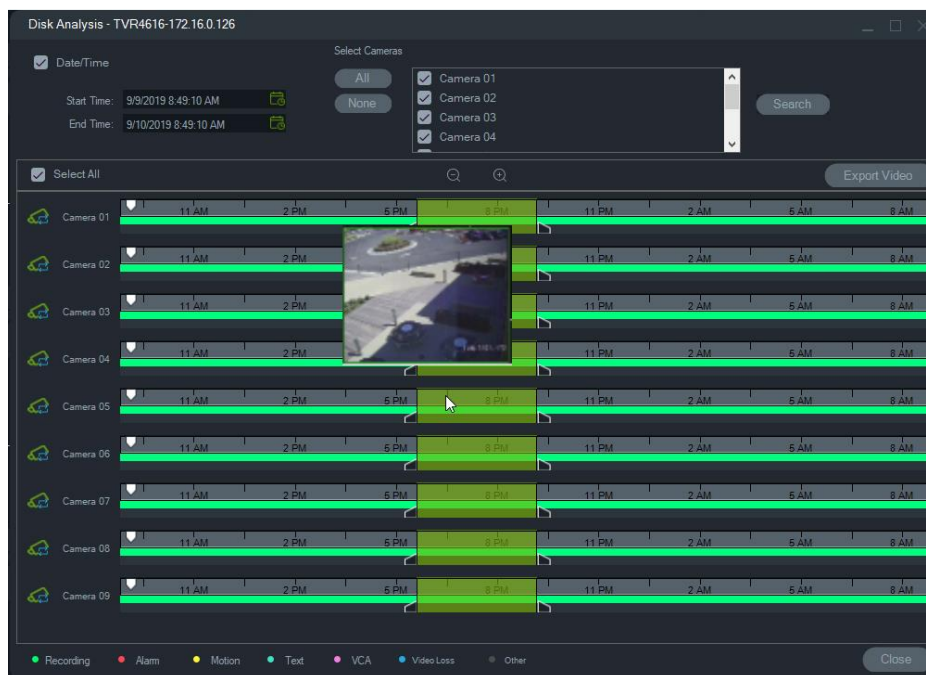 Disk Analysis - TVR4616-172.16.0.126
Date/Time
Start Time: 9/9/2019 8:49:10 AM
End Time: 9/10/2019 8:49:10 AM
Select Cameras
All
None
Camera 01
Camera 02
Camera 03
Camera 04
Search
Select All
Export Video
Camera 01 11 AM 2 PM 5 PM 8 PM 11 PM 2 AM 5 AM 8 AM
Camera 02 11 AM 2 PM 11 PM 2 AM 5 AM 8 AM
Camera 03 11 AM 2 PM 11 PM 2 AM 5 AM 8 AM
Camera 04 11 AM 2 PM 11 PM 2 AM 5 AM 8 AM
Camera 05 11 AM 2 PM 5 PM 8 PM 11 PM 2 AM 5 AM 8 AM
Camera 06 11 AM 2 PM 5 PM 8 PM 11 PM 2 AM 5 AM 8 AM
Camera 07 11 AM 2 PM 5 PM 8 PM 11 PM 2 AM 5 AM 8 AM
Camera 08 11 AM 2 PM 5 PM 8 PM 11 PM 2 AM 5 AM 8 AM
Camera 09 11 AM 2 PM 5 PM 8 PM 11 PM 2 AM 5 AM 8 AM
Recording Alarm Motion Text VCA Video Loss Other
Close